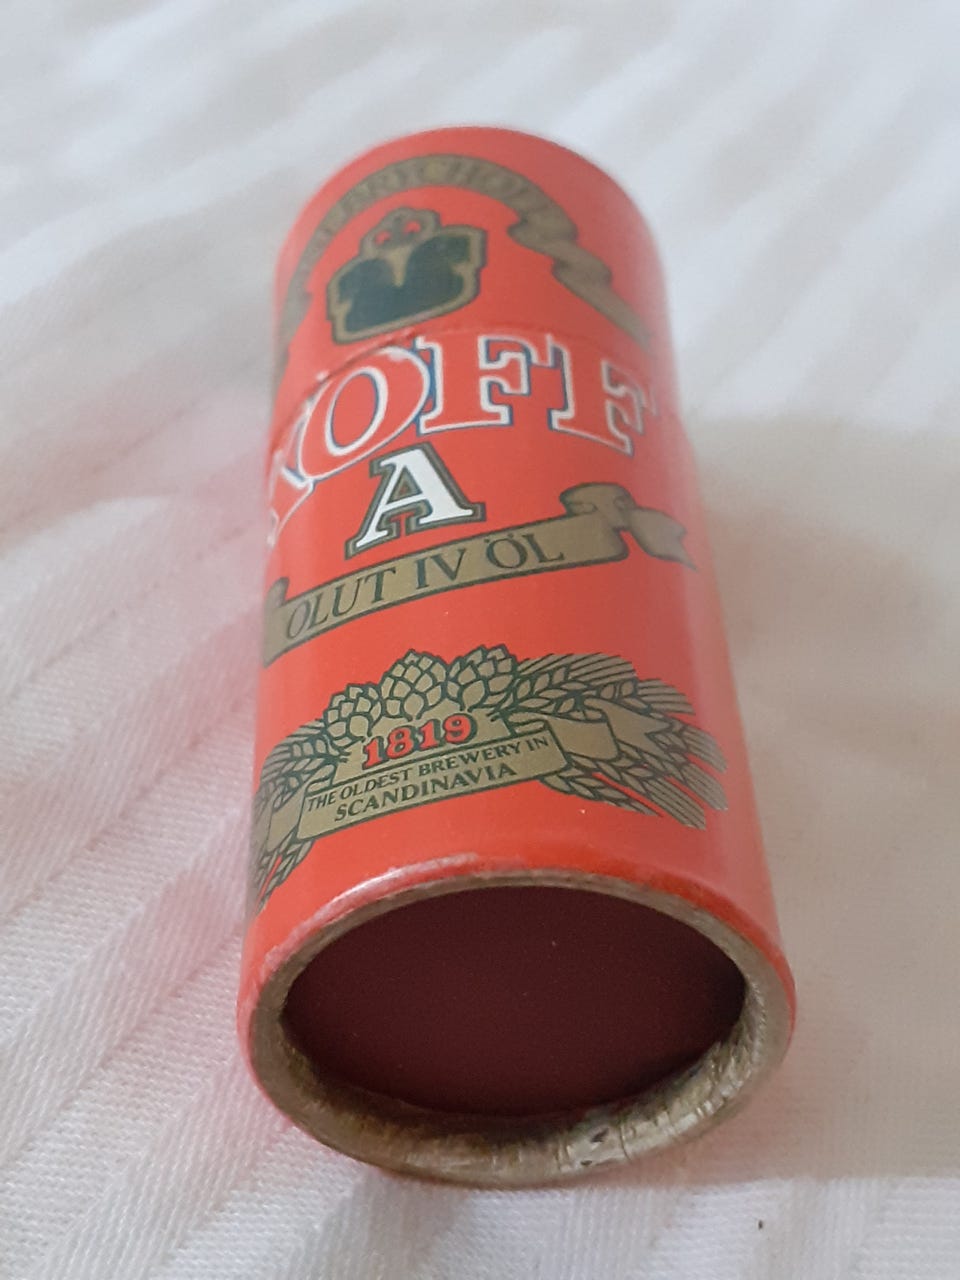 KOFF
A
OLUT IV ÖL
1819
THE OLDEST BREWERY IN
SCANDINAVIA